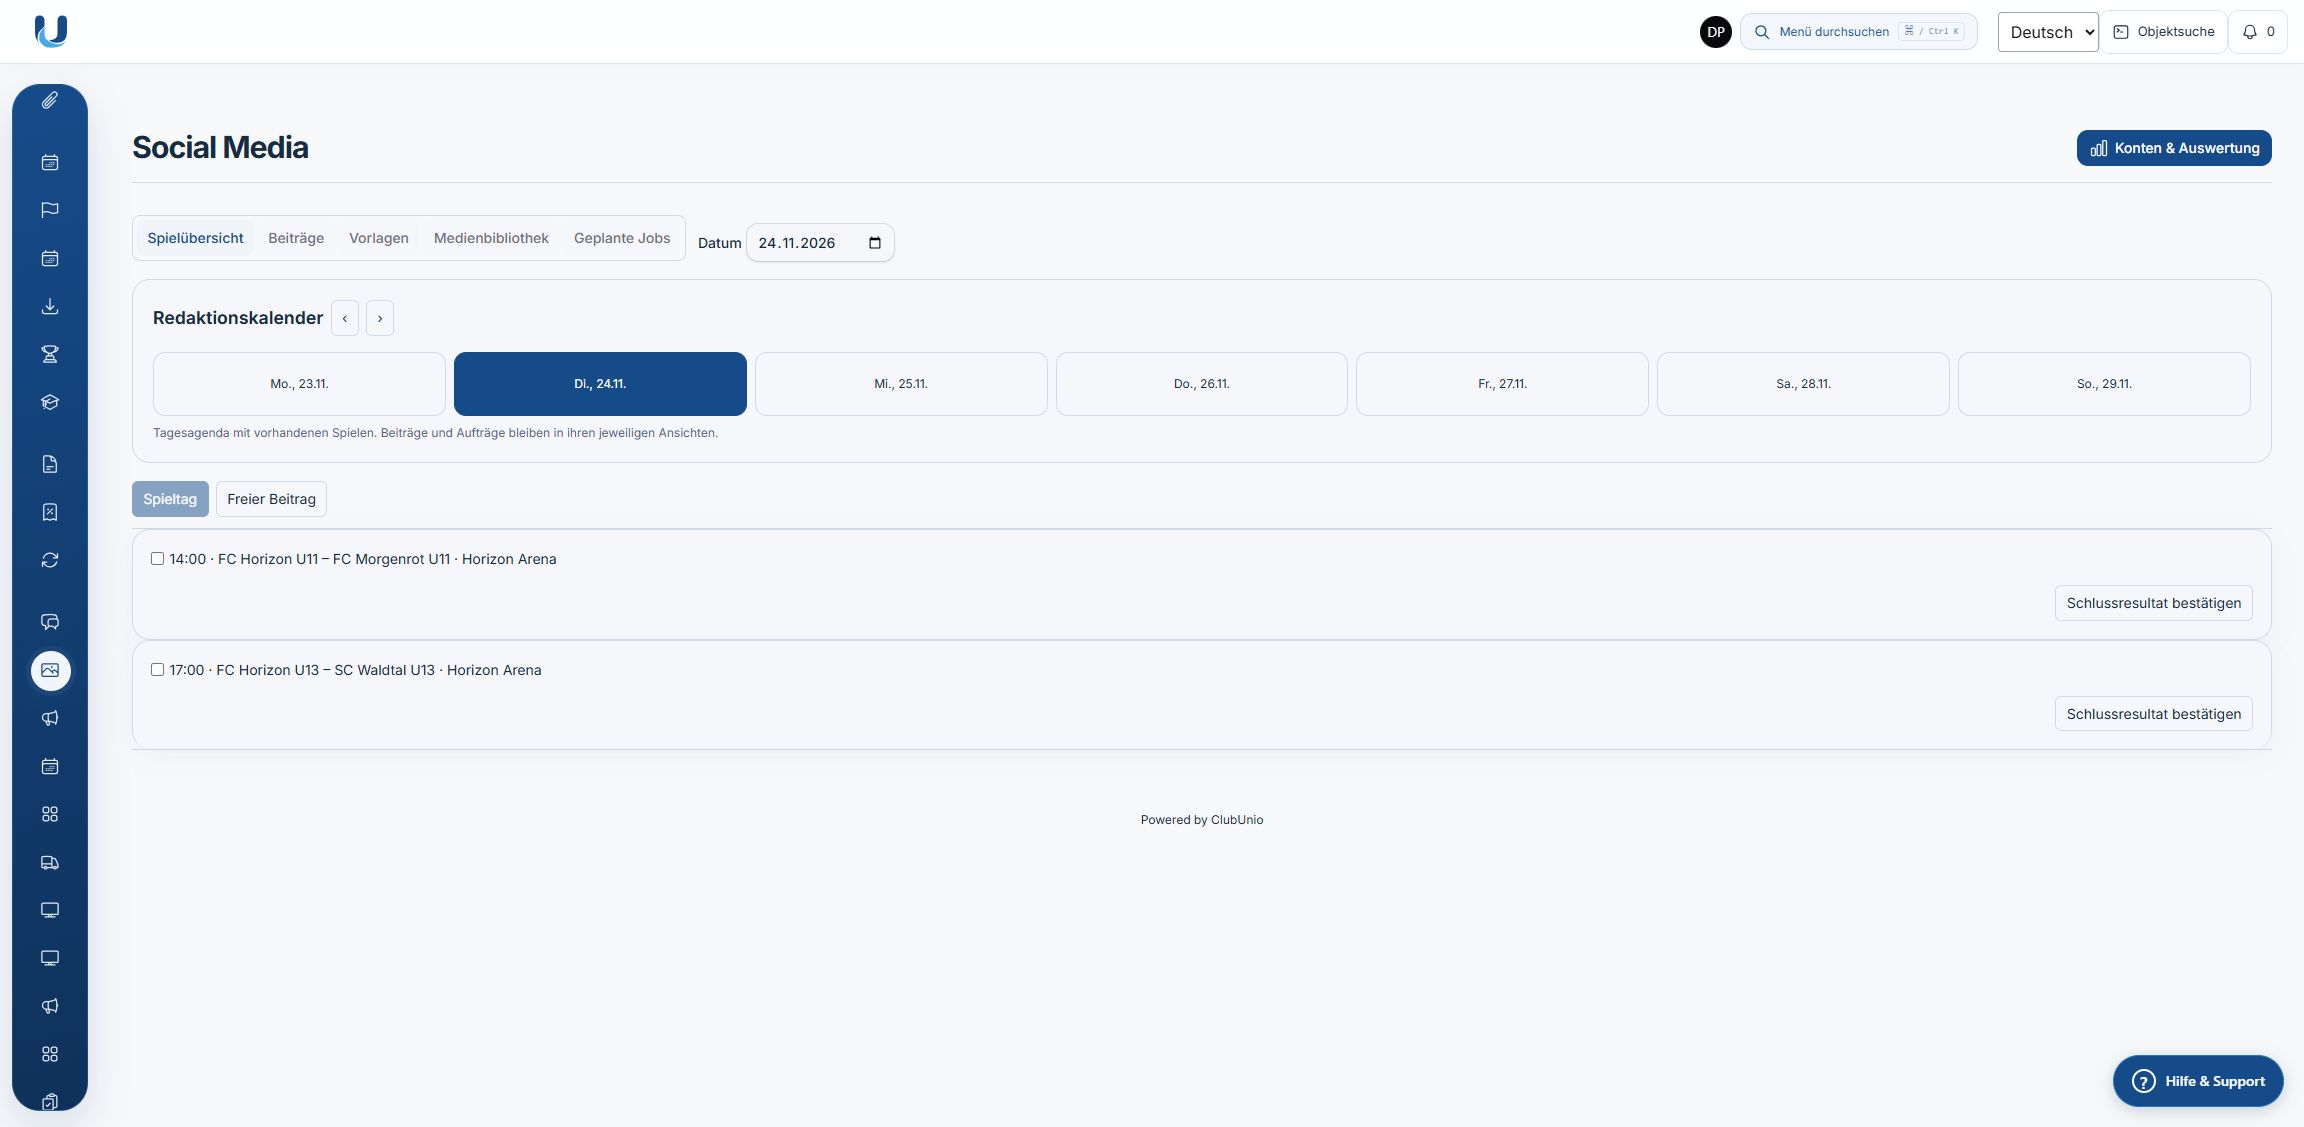 DP
Menü durchsuchen
⌘ / Ctrl K
Deutsch
Objektsuche
0
Social Media
Konten & Auswertung
Spielübersicht
Beiträge
Vorlagen
Medienbibliothek
Geplante Jobs
Datum
24.11.2026
Redaktionskalender
‹
›
Mo., 23.11.
Di., 24.11.
Mi., 25.11.
Do., 26.11.
Fr., 27.11.
Sa., 28.11.
So., 29.11.
Tagesagenda mit vorhandenen Spielen. Beiträge und Aufträge bleiben in ihren jeweiligen Ansichten.
Spieltag
Freier Beitrag
14:00 · FC Horizon U11 – FC Morgenrot U11 · Horizon Arena
Schlussresultat bestätigen
17:00 · FC Horizon U13 – SC Waldtal U13 · Horizon Arena
Schlussresultat bestätigen
Powered by ClubUnio
? Hilfe & Support